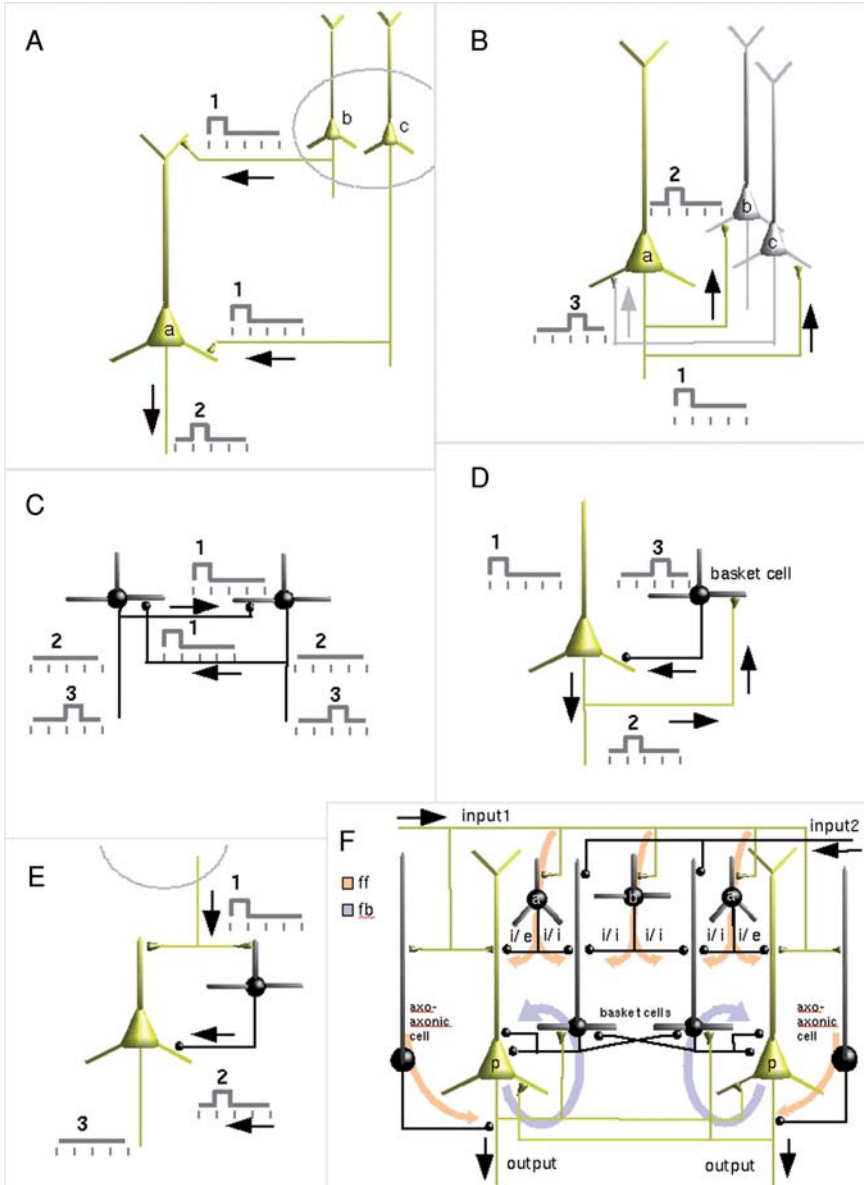 A
1
b
c
1
a
2
B
2
b
c
a
3
1
C
1
1
2
2
3
3
D
1
3
basket cell
2
E
1
2
3
F
input1
input2
ff
fb
a
b
a
i/ e
i/ i
i/ i
i/ i
i/ i
i/ e
basket cells
axo-
axonic
cell
axo-
axonic
cell
p
p
output
output